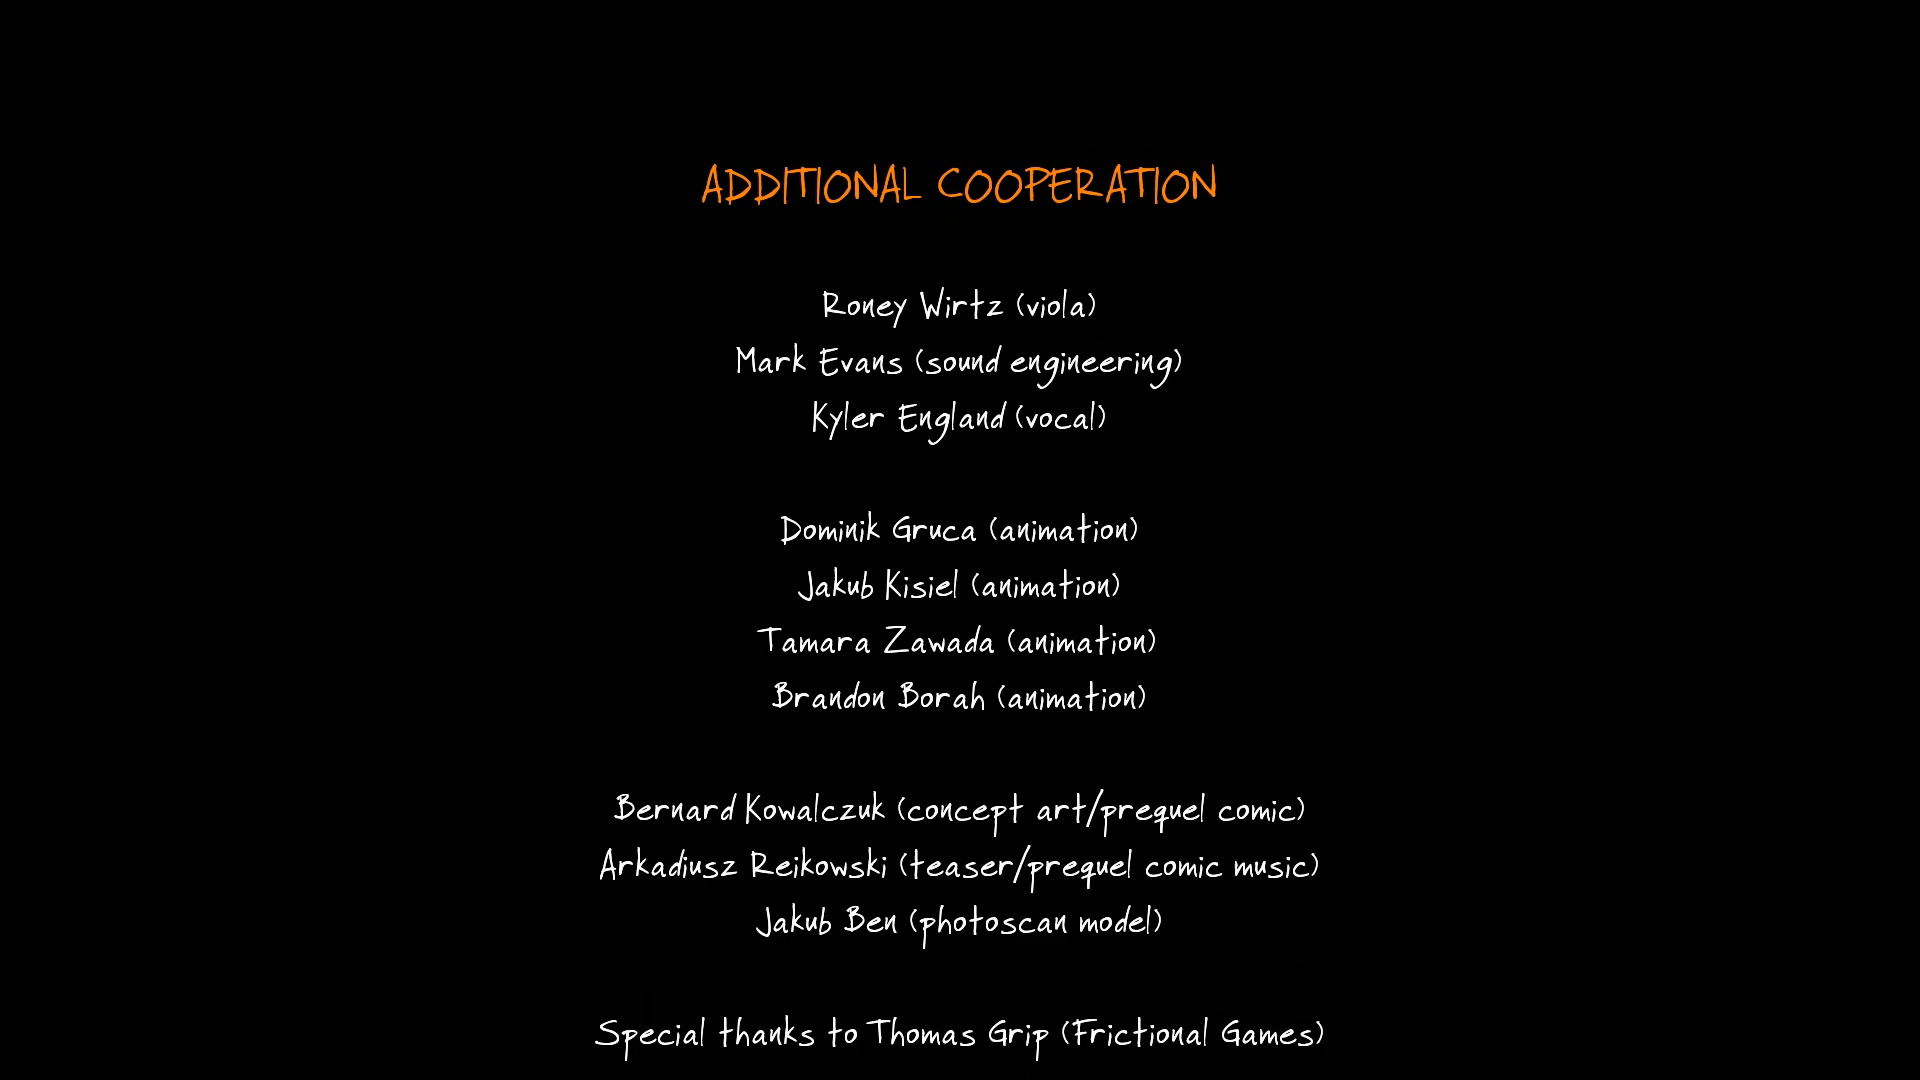 ADDITIONAL COOPERATION
Roney Wirtz (viola)
Mark Evans (sound engineering)
Kyler England (vocal)
Dominik Gruca (animation)
Jakub Kisiel (animation)
Tamara Zawada (animation)
Brandon Borah (animation)
Bernard Kowalczuk (concept art/prequel comic)
Arkadiusz Reikowski (teaser/prequel comic music)
Jakub Ben (photoscan model)
Special thanks to Thomas Grip (Frictional Games)